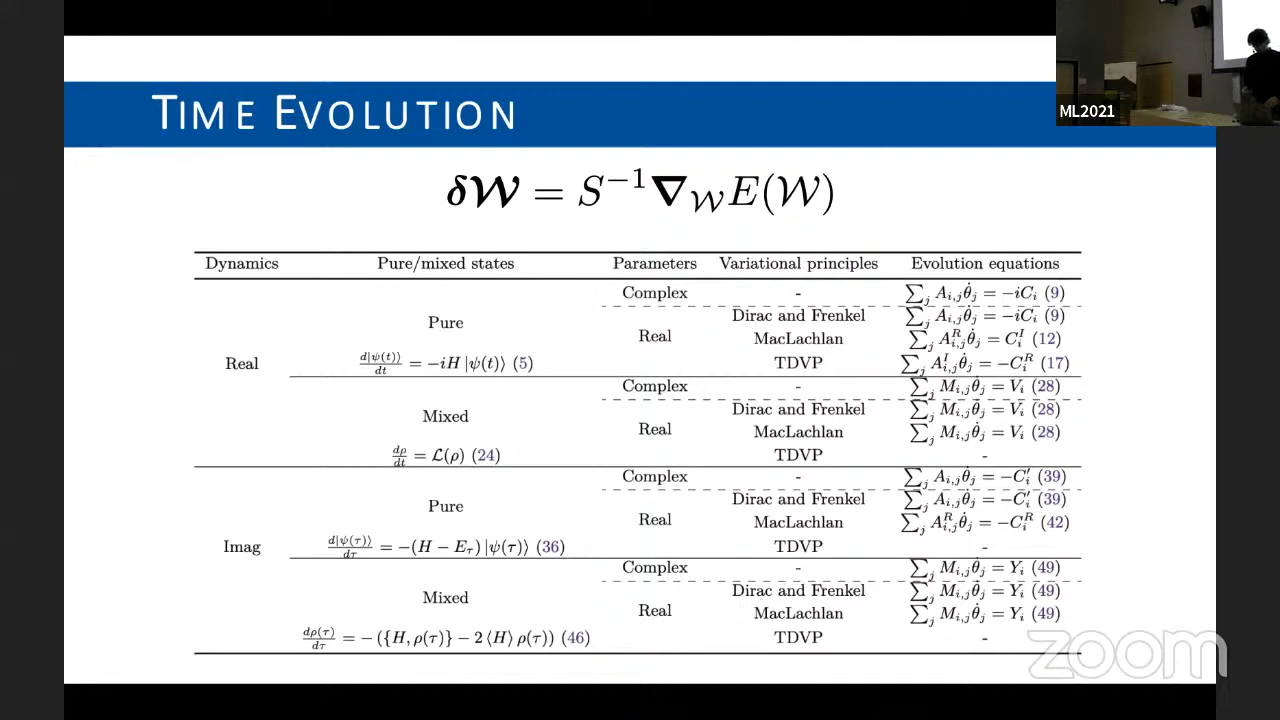 TIME EVOLUTION
ML2021
δW = S⁻¹∇_W E(W)
Dynamics Pure/mixed states Parameters Variational principles Evolution equations
Complex - ∑_j A_{i,j}θ̇_j = −iC_i (9)
Pure Real Dirac and Frenkel ∑_j A_{i,j}θ̇_j = −iC_i (9)
MacLachlan ∑_j A^R_{i,j}θ̇_j = C^I_i (12)
Real d|ψ(t)⟩/dt = −iH |ψ(t)⟩ (5) TDVP ∑_j A^I_{i,j}θ̇_j = −C^R_i (17)
Complex - ∑_j M_{i,j}θ̇_j = V_i (28)
Mixed Real Dirac and Frenkel ∑_j M_{i,j}θ̇_j = V_i (28)
MacLachlan ∑_j M_{i,j}θ̇_j = V_i (28)
dρ/dt = L(ρ) (24) TDVP -
Complex - ∑_j A_{i,j}θ̇_j = −C′_i (39)
Pure Real Dirac and Frenkel ∑_j A_{i,j}θ̇_j = −C′_i (39)
MacLachlan ∑_j A^R_{i,j}θ̇_j = −C^R_i (42)
Imag d|ψ(τ)⟩/dτ = −(H − E_τ) |ψ(τ)⟩ (36) TDVP -
Complex - ∑_j M_{i,j}θ̇_j = Y_i (49)
Mixed Real Dirac and Frenkel ∑_j M_{i,j}θ̇_j = Y_i (49)
MacLachlan ∑_j M_{i,j}θ̇_j = Y_i (49)
dρ(τ)/dτ = − ({H, ρ(τ)} − 2 ⟨H⟩ ρ(τ)) (46) TDVP -
zoom